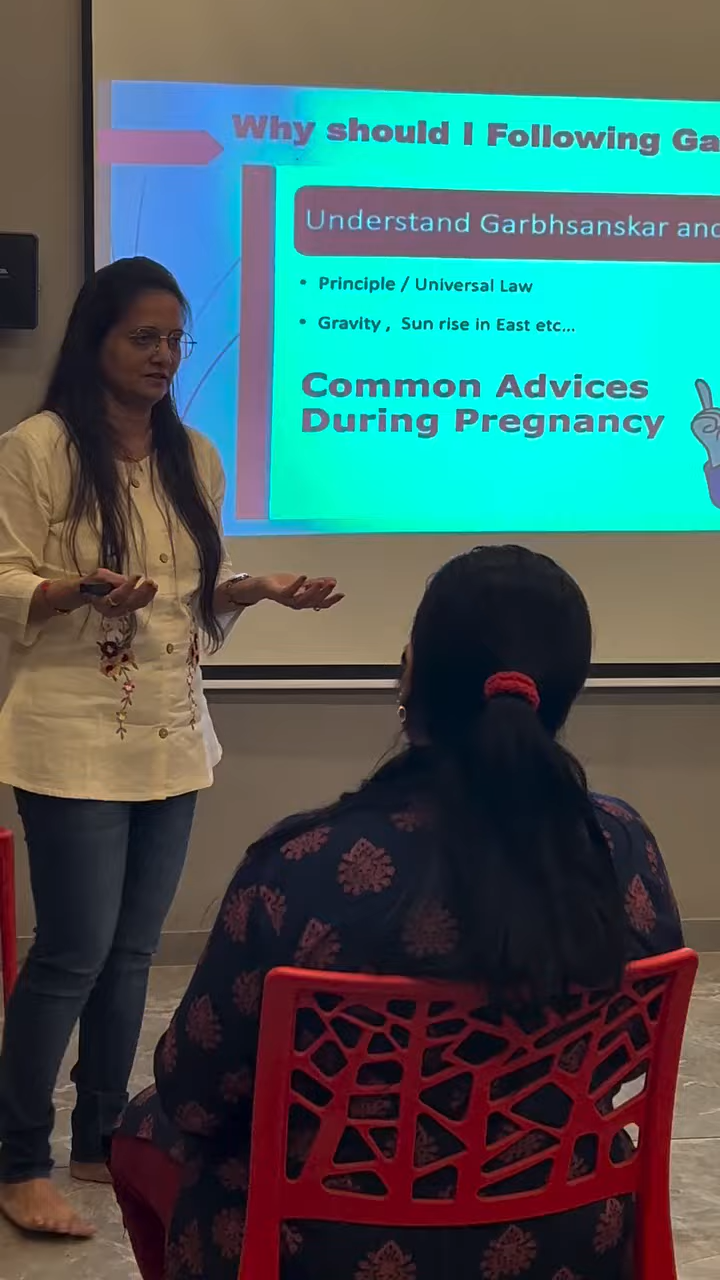 Why should I Following Ga
Understand Garbhsanskar and
• Principle / Universal Law
• Gravity , Sun rise in East etc...
Common Advices
During Pregnancy